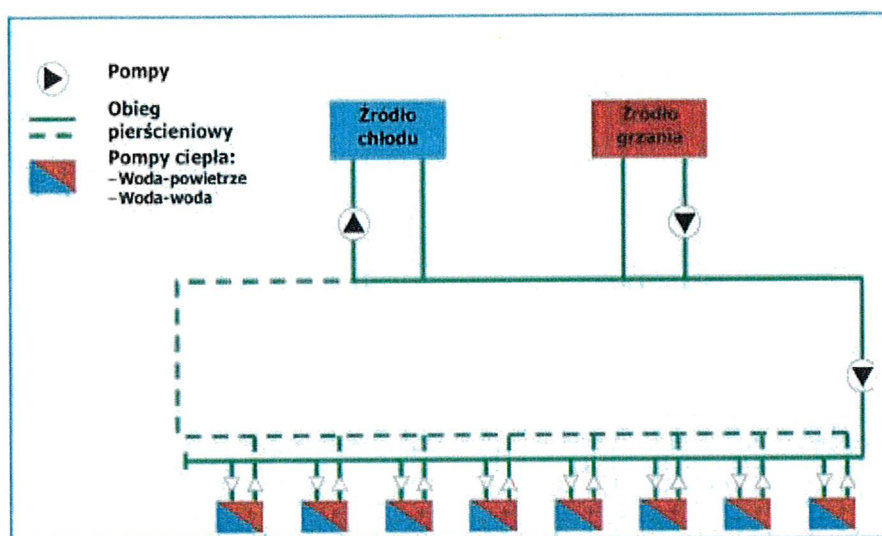 Pompy
Obieg
pierścieniowy
Pompy ciepła:
–Woda-powietrze
–Woda-woda
Źródło
chłodu
Źródło
grzania